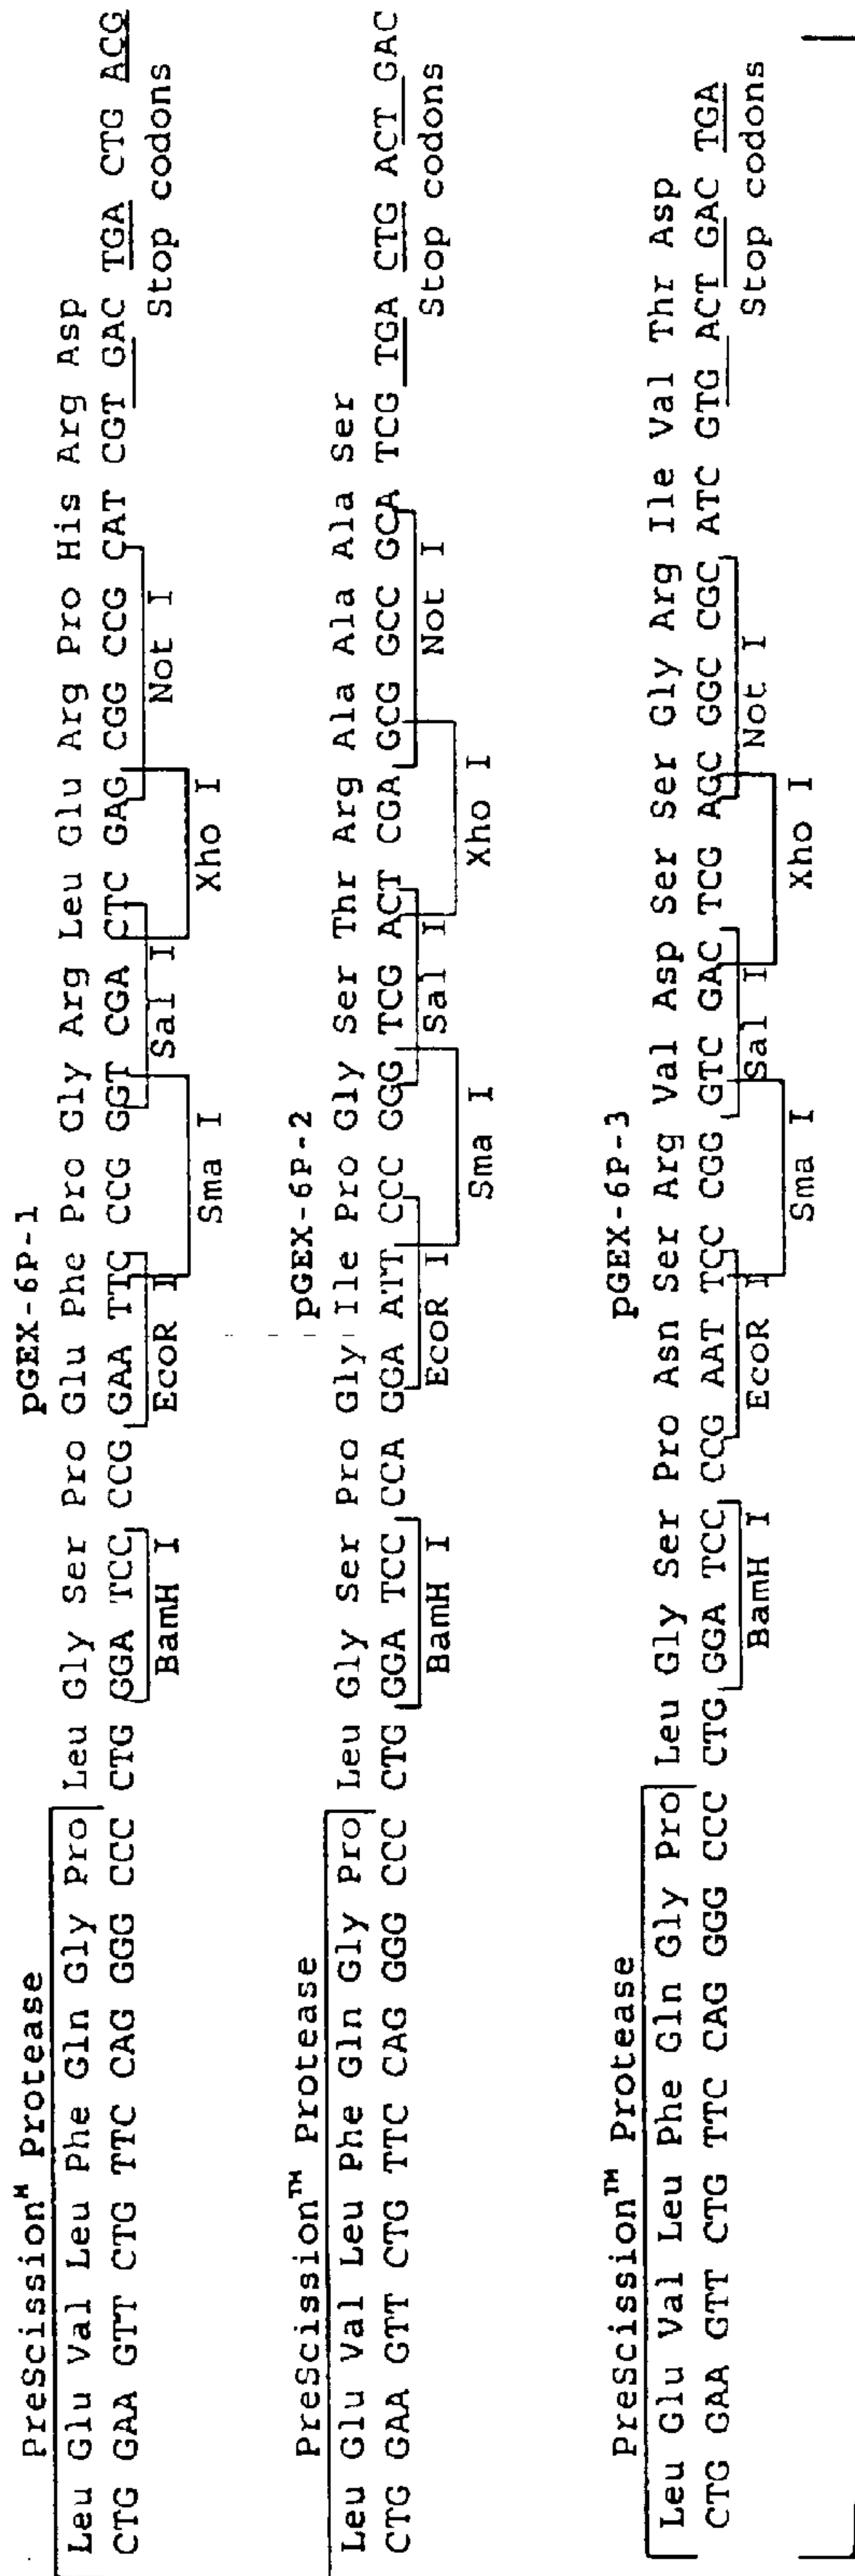 pGEX-6P-1
PreScission™ Protease
Leu Glu Val Leu Phe Gln Gly Pro Leu Gly Ser Pro Glu Phe Pro Gly Arg Leu Glu Arg Pro His Arg Asp
CTG GAA GTT CTG TTC CAG GGG CCC CTG GGA TCC CCG GAA TTC CCG GGT CGA CTC GAG CGG CCG CAT CGT GAC TGA CTG ACG
BamH I EcoR I Sal I Not I Stop codons
Sma I Xho I
pGEX-6P-2
PreScission™ Protease
Leu Glu Val Leu Phe Gln Gly Pro Leu Gly Ser Pro Gly Ile Pro Gly Ser Thr Arg Ala Ala Ala Ser
CTG GAA GTT CTG TTC CAG GGG CCC CTG GGA TCC CCA GGA ATT CCC GGG TCG ACT CGA GCG GCC GCA TCG TGA CTG ACT GAC
BamH I EcoR I Sal I Not I Stop codons
Sma I Xho I
pGEX-6P-3
PreScission™ Protease
Leu Glu Val Leu Phe Gln Gly Pro Leu Gly Ser Pro Asn Ser Arg Val Asp Ser Ser Gly Arg Ile Val Thr Asp
CTG GAA GTT CTG TTC CAG GGG CCC CTG GGA TCC CCG AAT TCC CGG GTC GAC TCG AGC GGC CGC ATC GTG ACT GAC TGA
BamH I EcoR I Sal I Not I Stop codons
Sma I Xho I